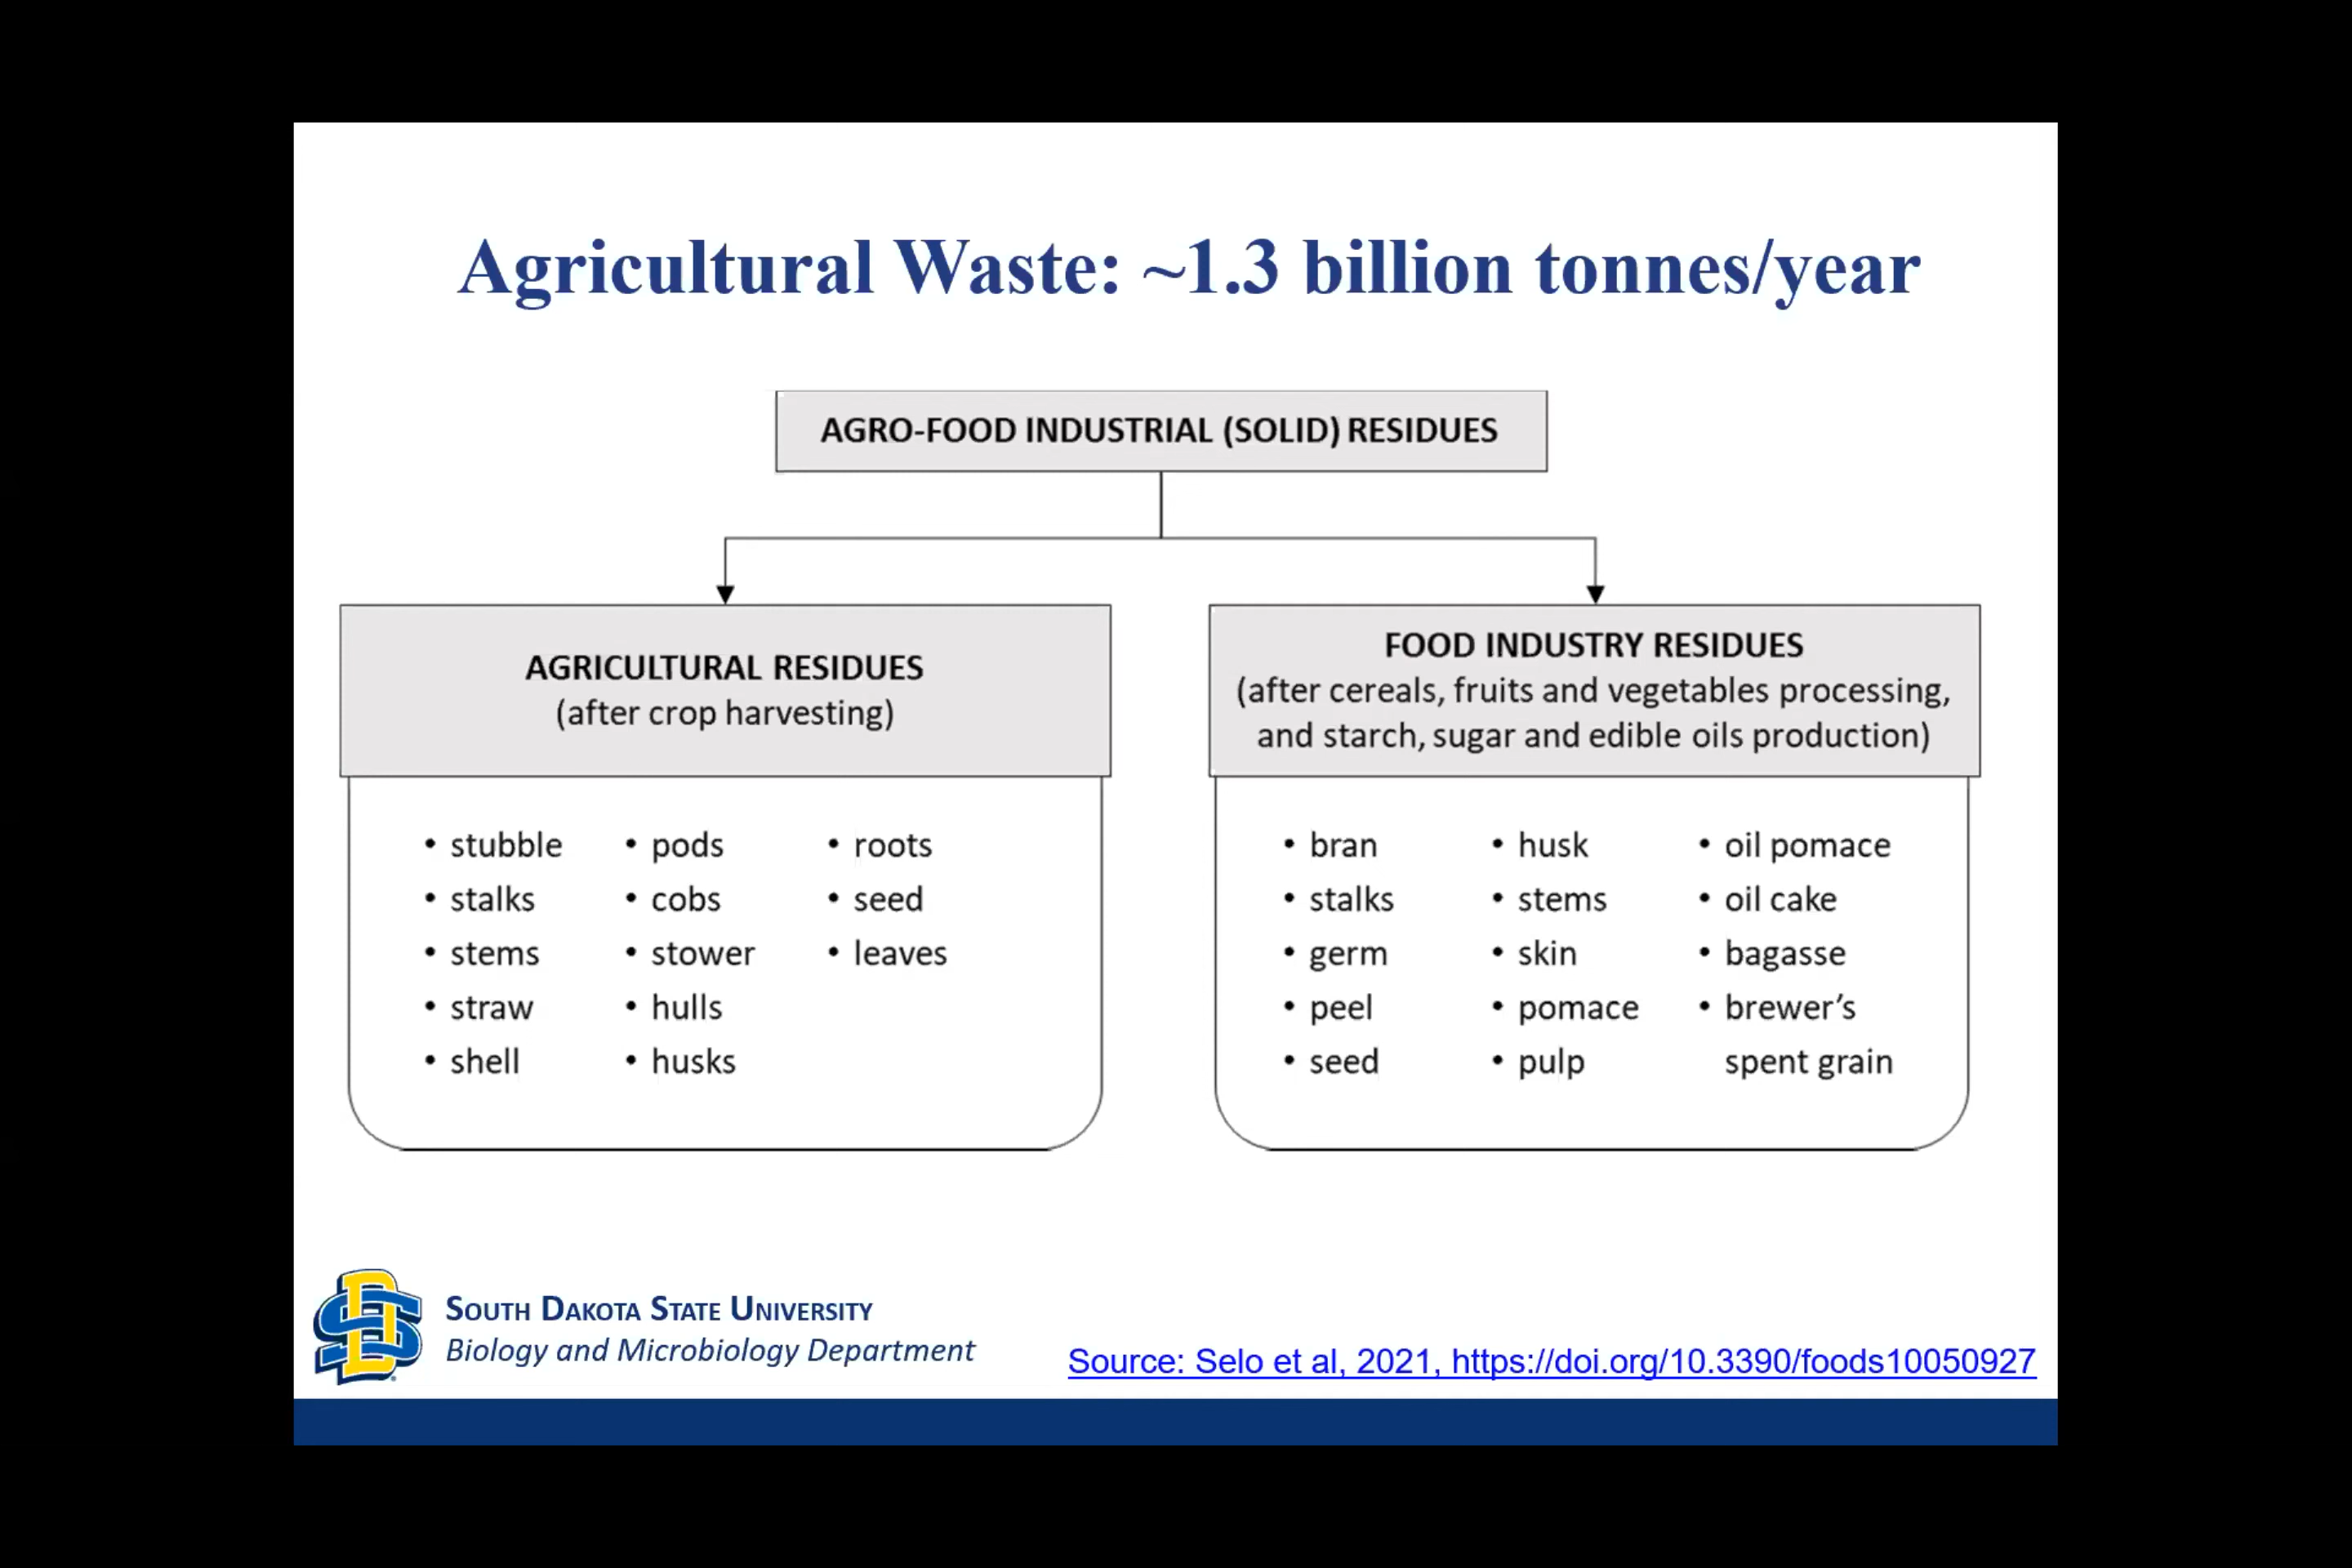 Agricultural Waste: ~1.3 billion tonnes/year
AGRO-FOOD INDUSTRIAL (SOLID) RESIDUES
AGRICULTURAL RESIDUES
(after crop harvesting)
• stubble
• stalks
• stems
• straw
• shell
• pods
• cobs
• stower
• hulls
• husks
• roots
• seed
• leaves
FOOD INDUSTRY RESIDUES
(after cereals, fruits and vegetables processing,
and starch, sugar and edible oils production)
• bran
• stalks
• germ
• peel
• seed
• husk
• stems
• skin
• pomace
• pulp
• oil pomace
• oil cake
• bagasse
• brewer’s
spent grain
SOUTH DAKOTA STATE UNIVERSITY
Biology and Microbiology Department
Source: Selo et al, 2021, https://doi.org/10.3390/foods10050927